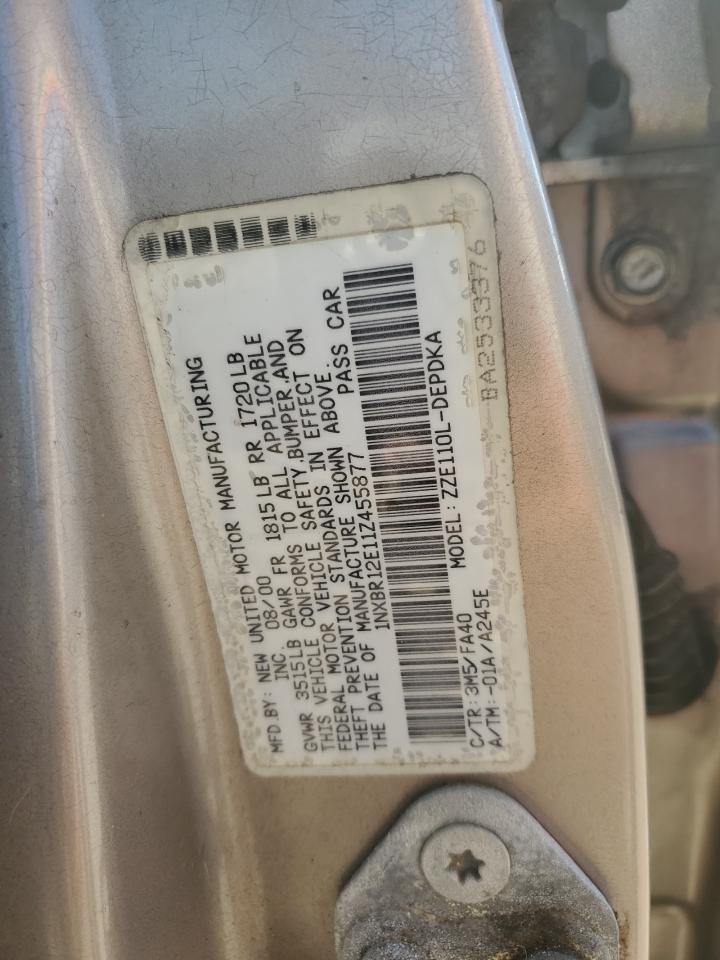 MFD.BY: NEW UNITED MOTOR MANUFACTURING
INC. 08/00
GVWR 3515LB GAWR FR 1815LB RR 1720LB
THIS VEHICLE CONFORMS TO ALL APPLICABLE
FEDERAL MOTOR VEHICLE SAFETY,BUMPER,AND
THEFT PREVENTION STANDARDS IN EFFECT ON
THE DATE OF MANUFACTURE SHOWN ABOVE.
1NXBR12E11Z455877 PASS CAR
MODEL: ZZE110L-DEPDKA
C/TR: 3M5/FA40
A/TM: -01A/A245E
BA2533376